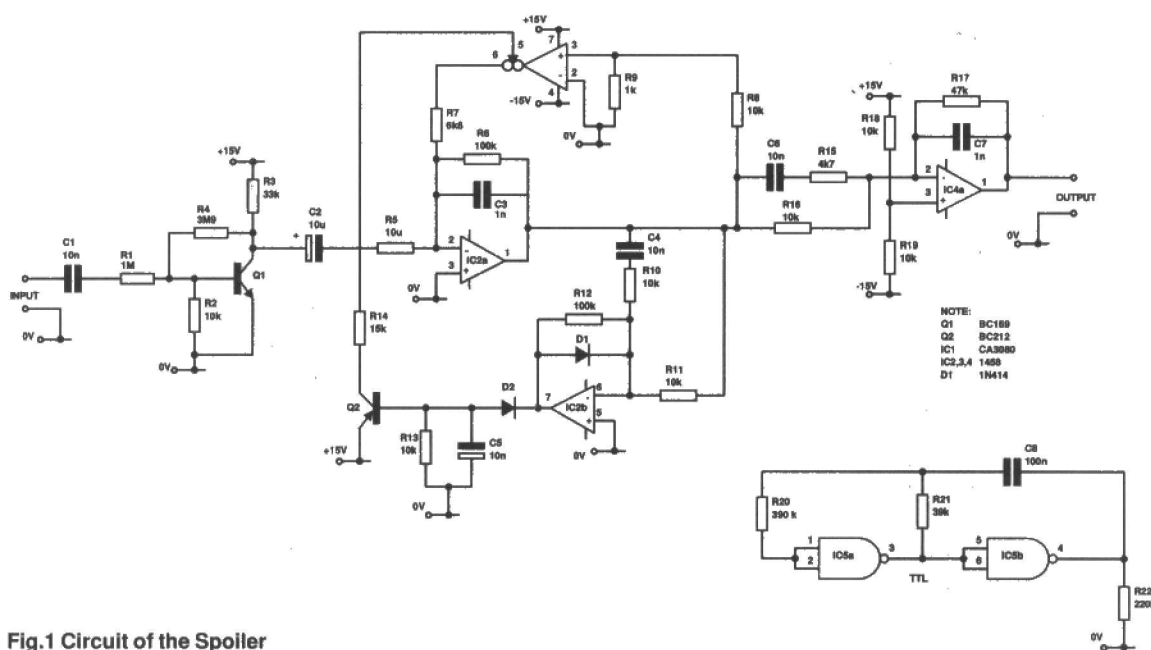 +15V
5
7
6
3
+
-
2
4
-15V
R9
1k
0V
R7
6k8
R6
100k
C3
1n
R8
10k
C6
10n
R15
4k7
R16
10k
+15V
R18
10k
R17
47k
C7
1n
2
-
3
+
1
IC4a
R19
10k
-15V
OUTPUT
0V
+15V
R3
33k
R4
3M9
C1
10n
R1
1M
Q1
R2
10k
INPUT
0V
0V
+
C2
10u
R5
10u
2
-
3
+
1
IC2a
0V
C4
10n
R10
10k
R12
100k
D1
R11
10k
R14
15k
D2
7
IC2b
6
-
5
+
0V
Q2
+15V
R13
10k
C5
10n
0V
NOTE:
Q1 BC169
Q2 BC212
IC1 CA3080
IC2,3,4 1458
D1 1N414
C8
100n
R20
390 k
R21
39k
1
2
IC5a
3
TTL
5
6
IC5b
4
R22
0V
Fig.1 Circuit of the Spoiler